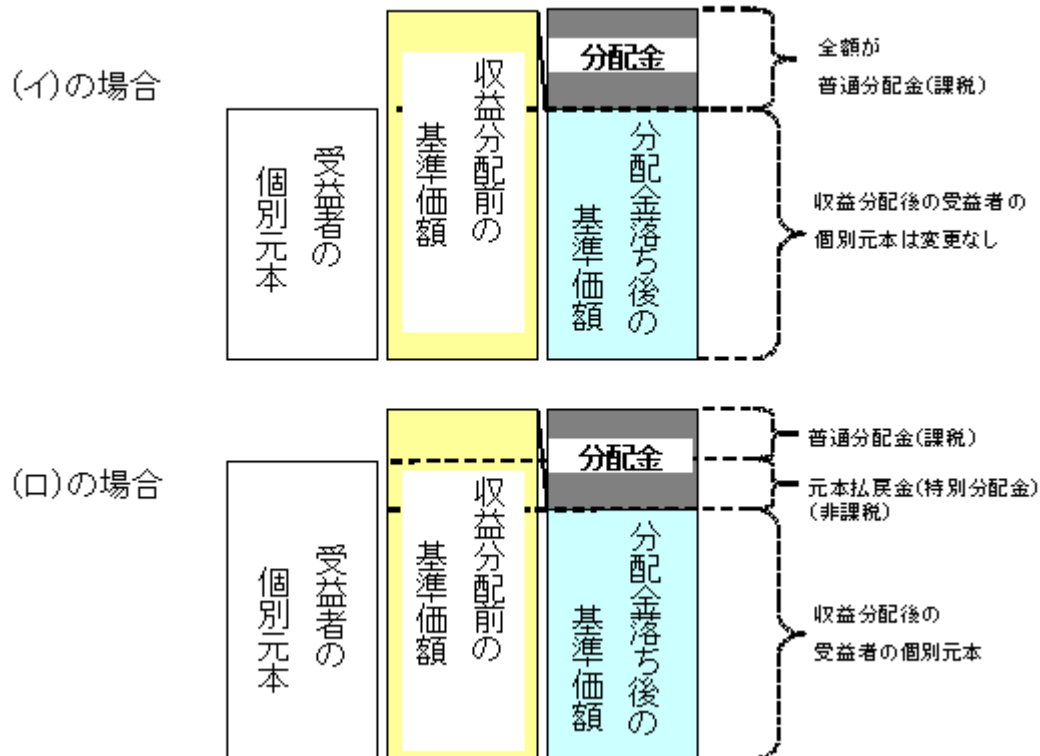 (イ)の場合
受益者の
個別元本
収益分配前の
基準価額
分配金
分配金落ち後の
基準価額
全額が
普通分配金(課税)
収益分配後の受益者の
個別元本は変更なし
(ロ)の場合
受益者の
個別元本
収益分配前の
基準価額
分配金
分配金落ち後の
基準価額
普通分配金(課税)
元本払戻金(特別分配金)
(非課税)
収益分配後の
受益者の個別元本